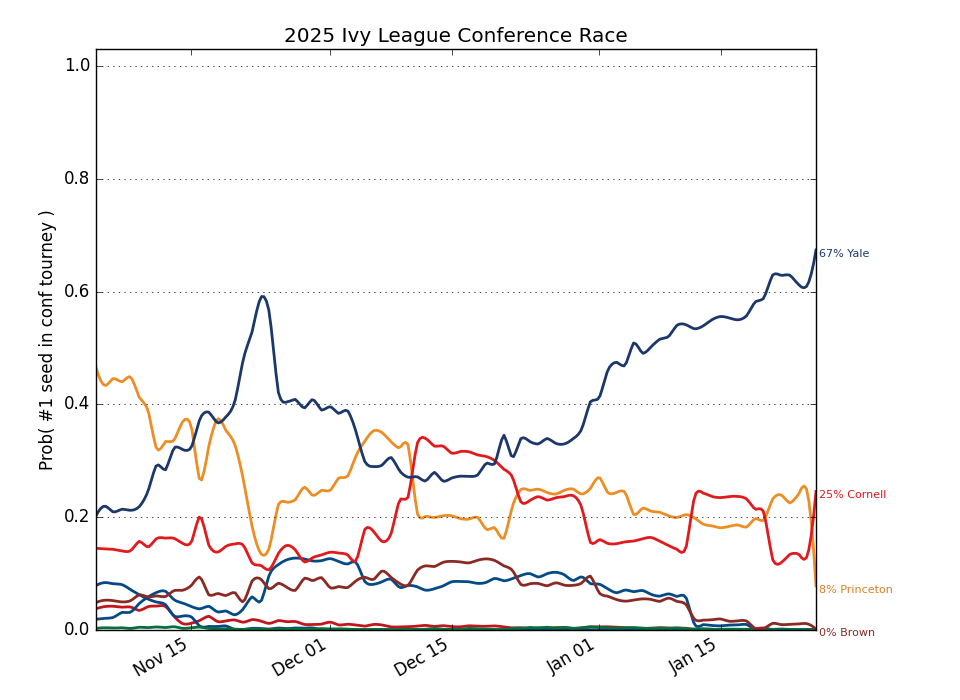 2025 Ivy League Conference Race
Prob( #1 seed in conf tourney )
1.0
0.8
0.6
0.4
0.2
0.0
67% Yale
25% Cornell
8% Princeton
0% Brown
Nov 15
Dec 01
Dec 15
Jan 01
Jan 15